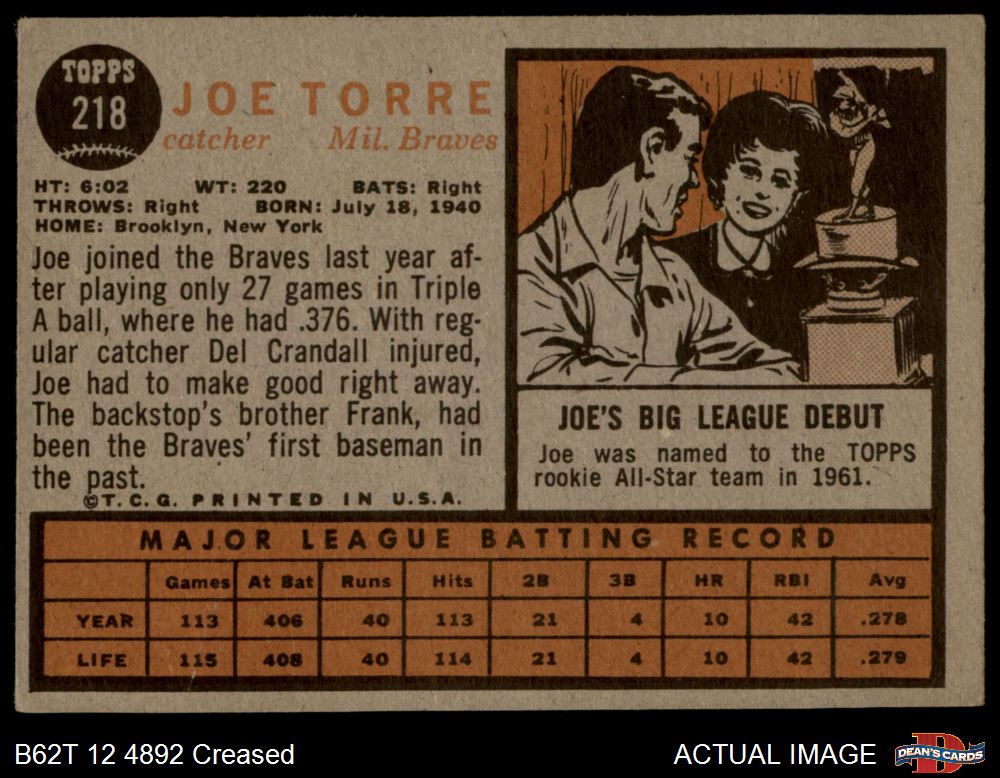 TOPPS
218
JOE TORRE
catcher Mil. Braves
HT: 6:02 WT: 220 BATS: Right
THROWS: Right BORN: July 18, 1940
HOME: Brooklyn, New York
Joe joined the Braves last year af-
ter playing only 27 games in Triple
A ball, where he had .376. With reg-
ular catcher Del Crandall injured,
Joe had to make good right away.
The backstop's brother Frank, had
been the Braves' first baseman in
the past.
©T.C.G. PRINTED IN U.S.A.
JOE'S BIG LEAGUE DEBUT
Joe was named to the TOPPS
rookie All-Star team in 1961.
MAJOR LEAGUE BATTING RECORD
Games At Bat Runs Hits 2B 3B HR RBI Avg
YEAR 113 406 40 113 21 4 10 42 .278
LIFE 115 408 40 114 21 4 10 42 .279
B62T 12 4892 Creased
ACTUAL IMAGE
DEAN'S CARDS